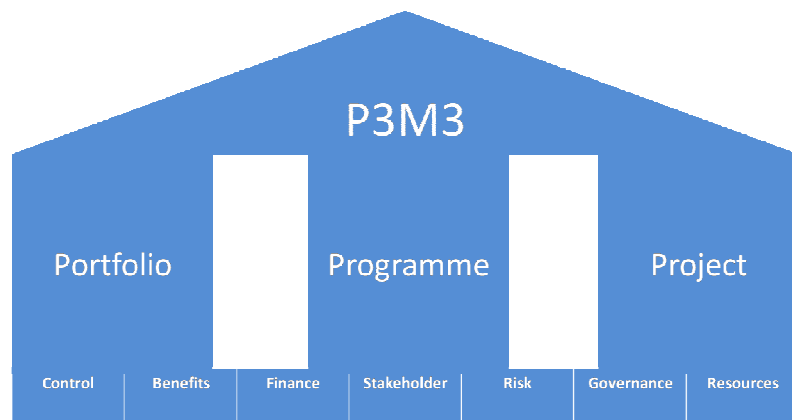 P3M3
Portfolio Programme Project
Control Benefits Finance Stakeholder Risk Governance Resources